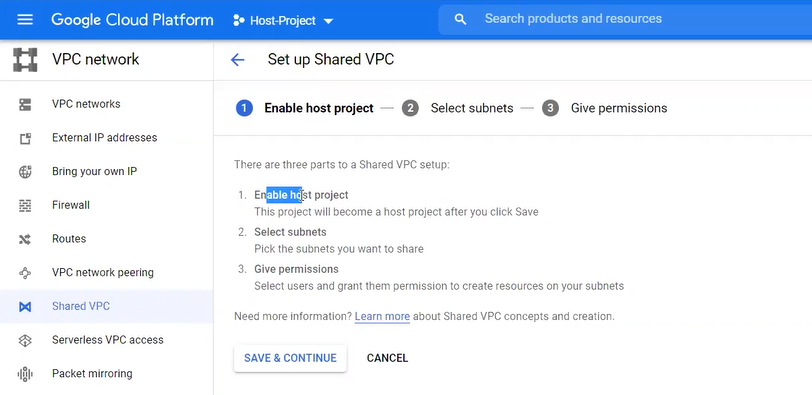 Google Cloud Platform
Host-Project
Search products and resources
VPC network
Set up Shared VPC
VPC networks
External IP addresses
Bring your own IP
Firewall
Routes
VPC network peering
Shared VPC
Serverless VPC access
Packet mirroring
1 Enable host project — 2 Select subnets — 3 Give permissions
There are three parts to a Shared VPC setup:
1. Enable host project
This project will become a host project after you click Save
2. Select subnets
Pick the subnets you want to share
3. Give permissions
Select users and grant them permission to create resources on your subnets
Need more information? Learn more about Shared VPC concepts and creation.
SAVE & CONTINUE
CANCEL